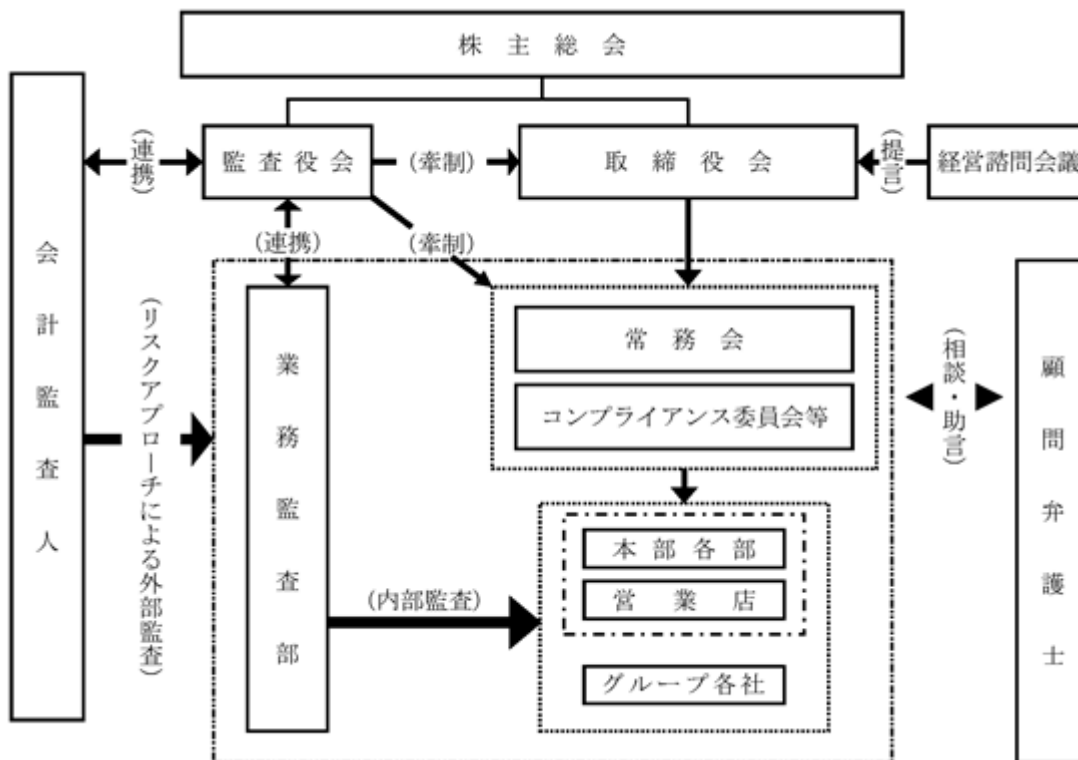 株主総会
(連携)
監査役会
(牽制)
取締役会
(提言)
経営諮問会議
(連携)
(牽制)
会計監査人
(リスクアプローチによる外部監査)
業務監査部
常務会
コンプライアンス委員会等
(相談・助言)
顧問弁護士
本部各部
営業店
(内部監査)
グループ各社